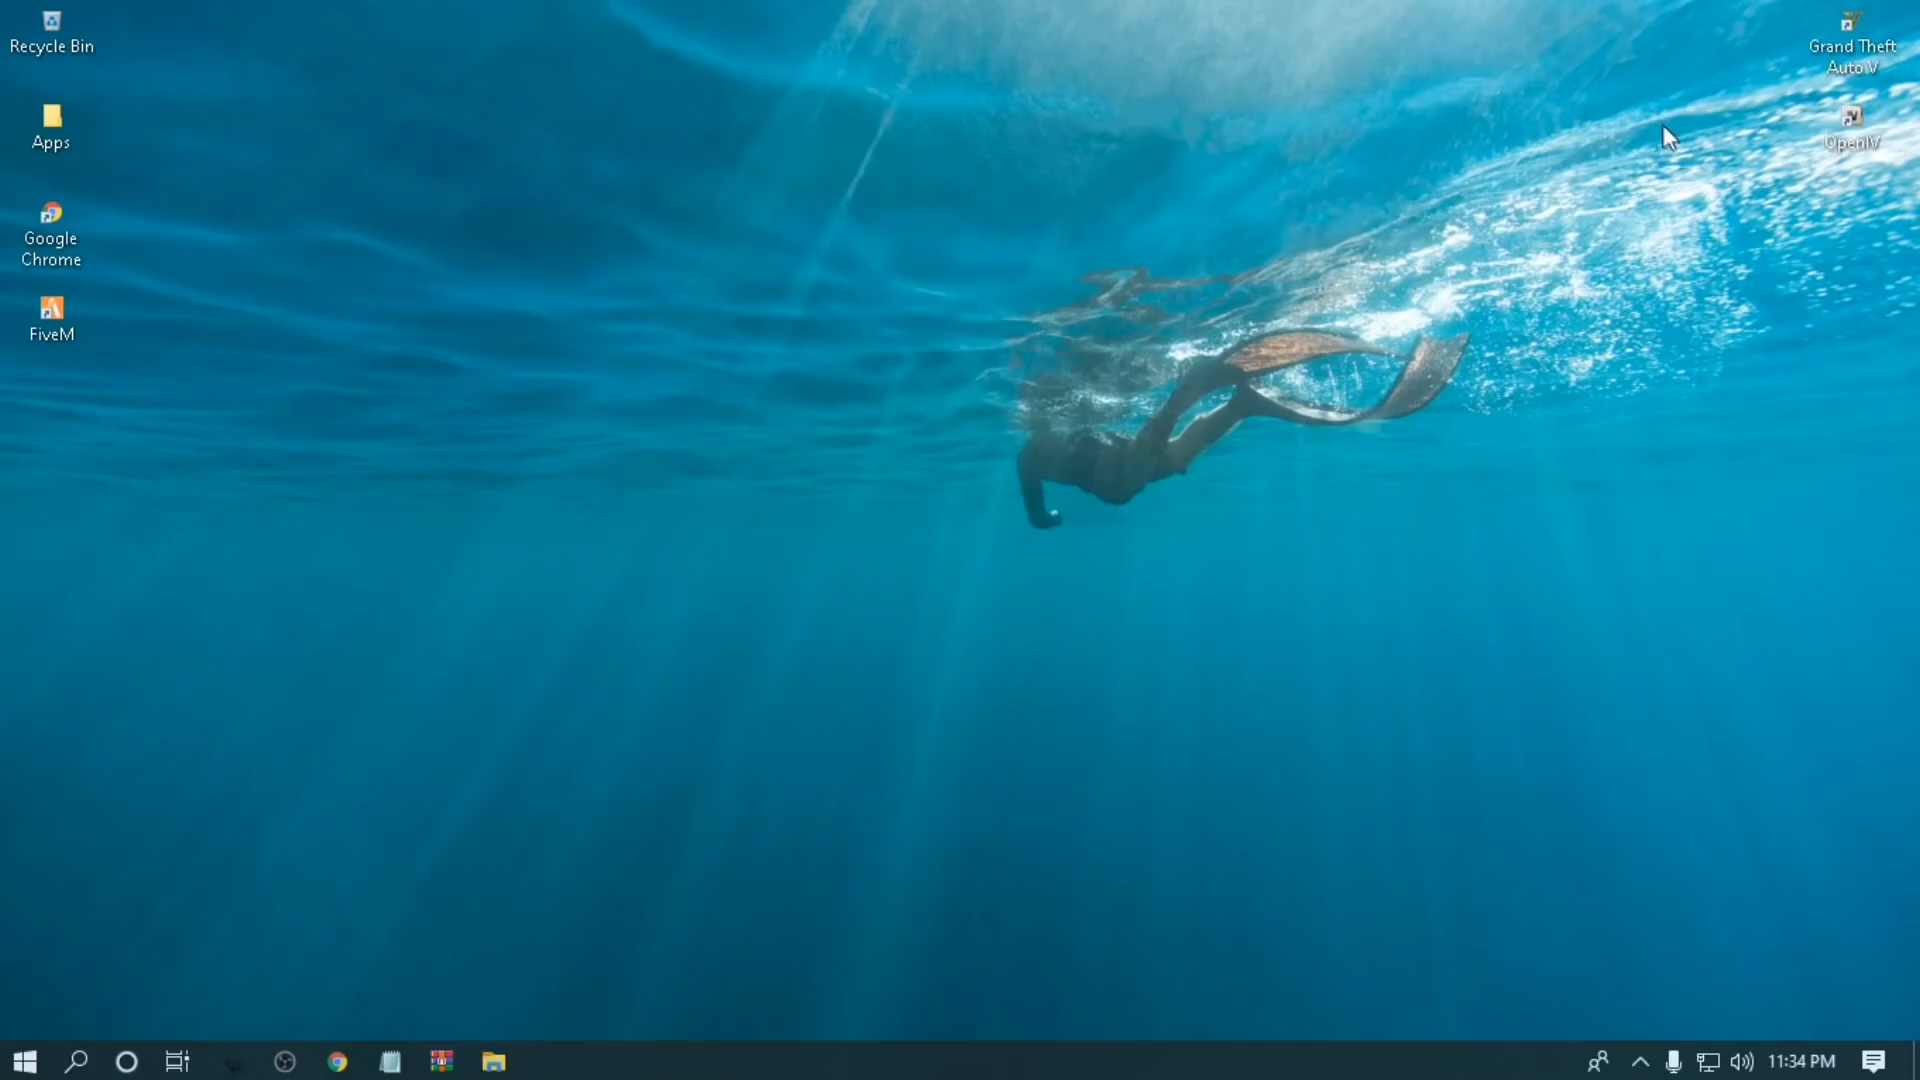 Recycle Bin
Apps
Google
Chrome
FiveM
Grand Theft
Auto V
OpenIV
11:34 PM